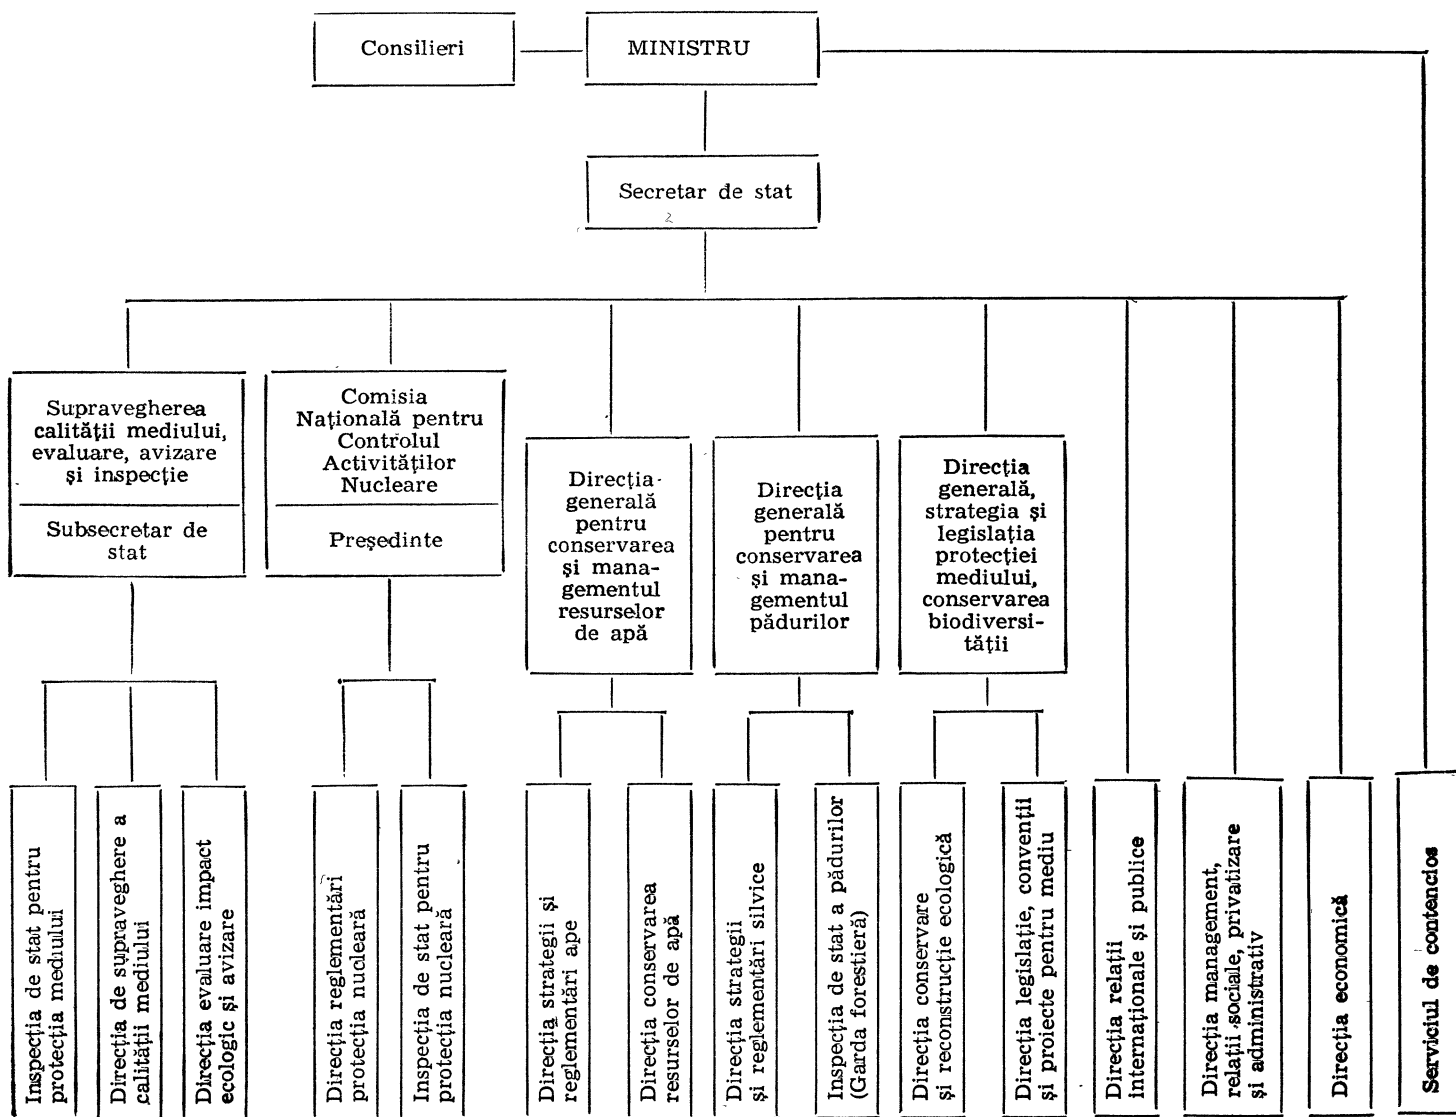 Consilieri
MINISTRU
Secretar de stat
2
Supravegherea
calității mediului,
evaluare, avizare
și inspecție
Subsecretar de
stat
Comisia
Națională pentru
Controlul
Activităților
Nucleare
Președinte
Direcția
generală
pentru
conservarea
și mana-
gementul
resurselor
de apă
Direcția
generală
pentru
conservarea
și mana-
gementul
pădurilor
Direcția
generală,
strategia și
legislația
protecției
mediului,
conservarea
biodiversi-
tății
Inspecția de stat pentru
protecția mediului
Direcția de supraveghere a
calității mediului
Direcția evaluare impact
ecologic și avizare
Direcția reglementări
protecția nucleară
Inspecția de stat pentru
protecția nucleară
Direcția strategii și
reglementări ape
Direcția conservarea
resurselor de apă
Direcția strategii
și reglementări silvice
Inspecția de stat a pădurilor
(Garda forestieră)
Direcția conservare
și reconstrucție ecologică
Direcția legislație, convenții
și proiecte pentru mediu
Direcția relații
internaționale și publice
Direcția management,
relații sociale, privatizare
și administrativ
Direcția economică
Serviciul de contencios